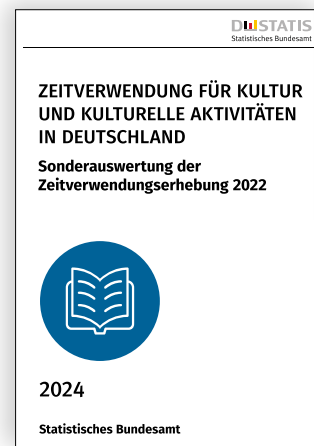 DESTATIS
Statistisches Bundesamt
ZEITVERWENDUNG FÜR KULTUR
UND KULTURELLE AKTIVITÄTEN
IN DEUTSCHLAND
Sonderauswertung der
Zeitverwendungserhebung 2022
2024
Statistisches Bundesamt